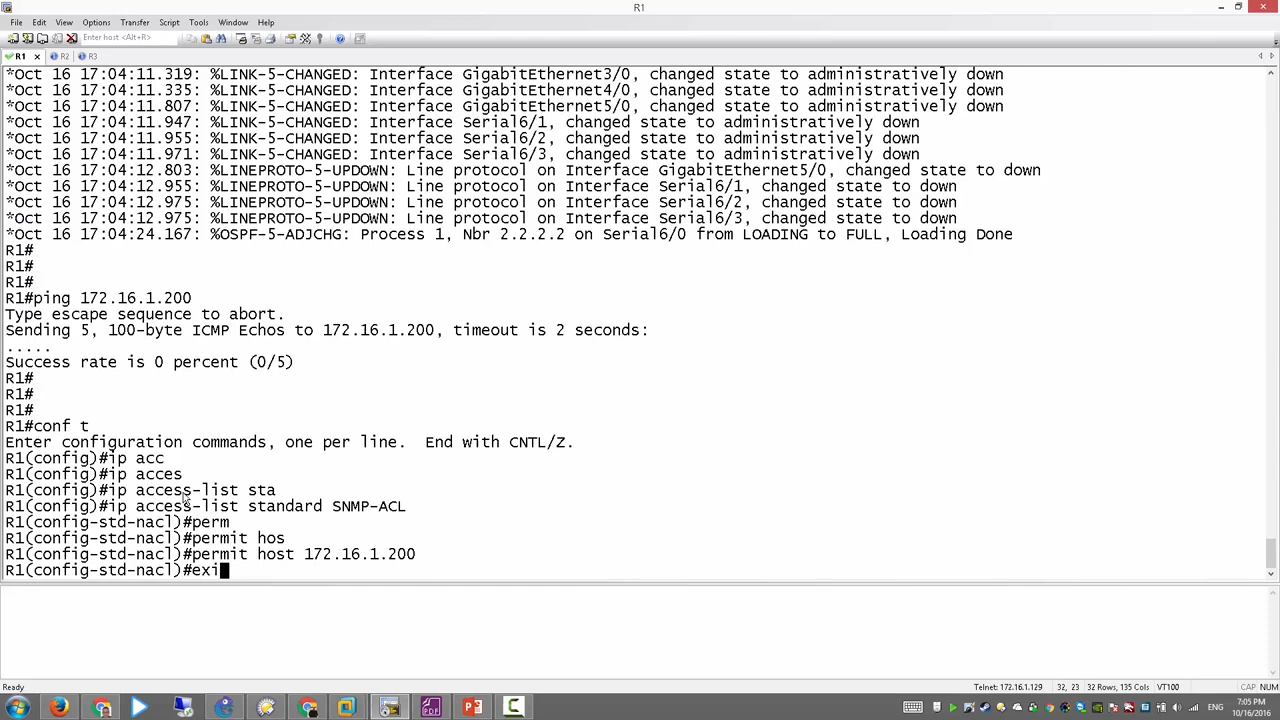 R1
File Edit View Options Transfer Script Tools Window Help
Enter host <Alt+R>
R1 R2 R3
*Oct 16 17:04:11.319: %LINK-5-CHANGED: Interface GigabitEthernet3/0, changed state to administratively down
*Oct 16 17:04:11.335: %LINK-5-CHANGED: Interface GigabitEthernet4/0, changed state to administratively down
*Oct 16 17:04:11.807: %LINK-5-CHANGED: Interface GigabitEthernet5/0, changed state to administratively down
*Oct 16 17:04:11.947: %LINK-5-CHANGED: Interface Serial6/1, changed state to administratively down
*Oct 16 17:04:11.955: %LINK-5-CHANGED: Interface Serial6/2, changed state to administratively down
*Oct 16 17:04:11.971: %LINK-5-CHANGED: Interface Serial6/3, changed state to administratively down
*Oct 16 17:04:12.803: %LINEPROTO-5-UPDOWN: Line protocol on Interface GigabitEthernet5/0, changed state to down
*Oct 16 17:04:12.955: %LINEPROTO-5-UPDOWN: Line protocol on Interface Serial6/1, changed state to down
*Oct 16 17:04:12.975: %LINEPROTO-5-UPDOWN: Line protocol on Interface Serial6/2, changed state to down
*Oct 16 17:04:12.975: %LINEPROTO-5-UPDOWN: Line protocol on Interface Serial6/3, changed state to down
*Oct 16 17:04:24.167: %OSPF-5-ADJCHG: Process 1, Nbr 2.2.2.2 on Serial6/0 from LOADING to FULL, Loading Done
R1#
R1#
R1#
R1#ping 172.16.1.200
Type escape sequence to abort.
Sending 5, 100-byte ICMP Echos to 172.16.1.200, timeout is 2 seconds:
.....
Success rate is 0 percent (0/5)
R1#
R1#
R1#
R1#conf t
Enter configuration commands, one per line.  End with CNTL/Z.
R1(config)#ip acc
R1(config)#ip acces
R1(config)#ip access-list sta
R1(config)#ip access-list standard SNMP-ACL
R1(config-std-nacl)#perm
R1(config-std-nacl)#permit hos
R1(config-std-nacl)#permit host 172.16.1.200
R1(config-std-nacl)#exi
Ready Telnet: 172.16.1.129 32, 23 32 Rows, 135 Cols VT100 CAP NUM
PDF ENG 7:05 PM
10/16/2016